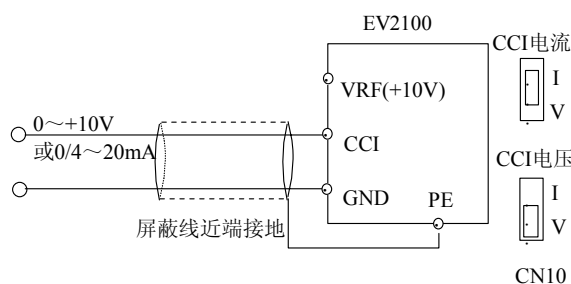 EV2100
CCI电流
VRF(+10V)
I
V
0～+10V
或0/4～20mA
CCI
CCI电压
GND
PE
I
V
屏蔽线近端接地
CN10